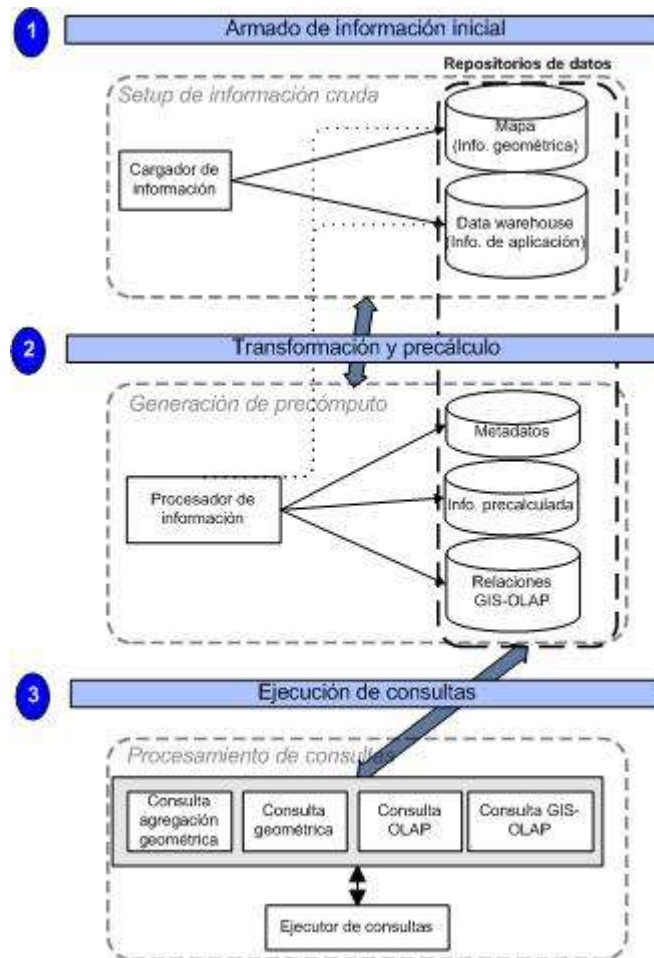 1
Armado de información inicial
Repositorios de datos
Setup de información cruda
Mapa
(Info. geométrica)
Cargador de
información
Data warehouse
(Info. de aplicación)
2
Transformación y precálculo
Generación de precómputo
Metadatos
Procesador de
información
Info. precalculada
Relaciones
GIS-OLAP
3
Ejecución de consultas
Procesamiento de consultas
Consulta
agregación
geométrica
Consulta
geométrica
Consulta
OLAP
Consulta GIS-
OLAP
Ejecutor de consultas